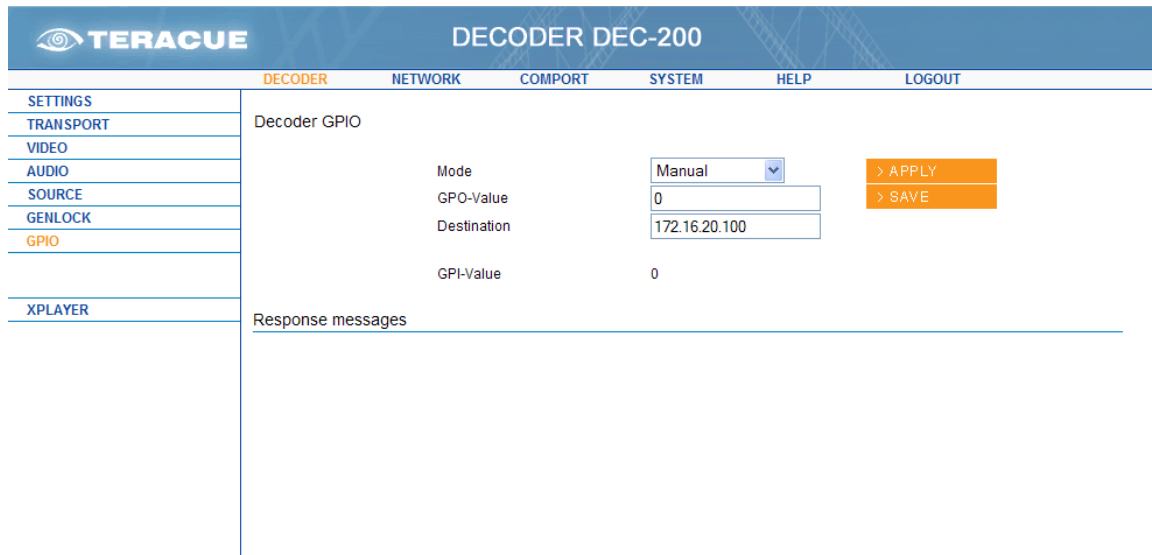 TERACUE
DECODER DEC-200
DECODER NETWORK COMPORT SYSTEM HELP LOGOUT
SETTINGS
TRANSPORT
VIDEO
AUDIO
SOURCE
GENLOCK
GPIO
XPLAYER
Decoder GPIO
Mode Manual > APPLY
GPO-Value 0 > SAVE
Destination 172.16.20.100
GPI-Value 0
Response messages